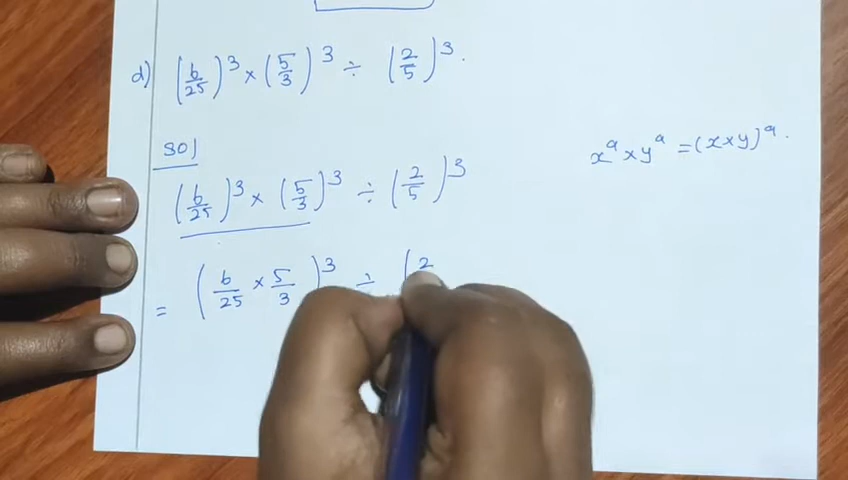 d) (6/25)^3 × (5/3)^3 ÷ (2/5)^3.
Sol
x^a × y^a = (x × y)^a.
(6/25)^3 × (5/3)^3 ÷ (2/5)^3
= (6/25 × 5/3)^3 ÷ (2